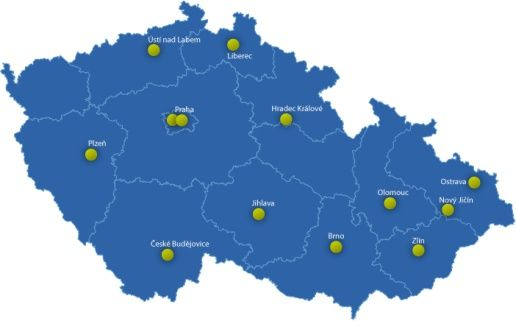 Ústí nad Labem
Liberec
Praha
Hradec Králové
Plzeň
Ostrava
Olomouc
Nový Jičín
Jihlava
České Budějovice
Brno
Zlín